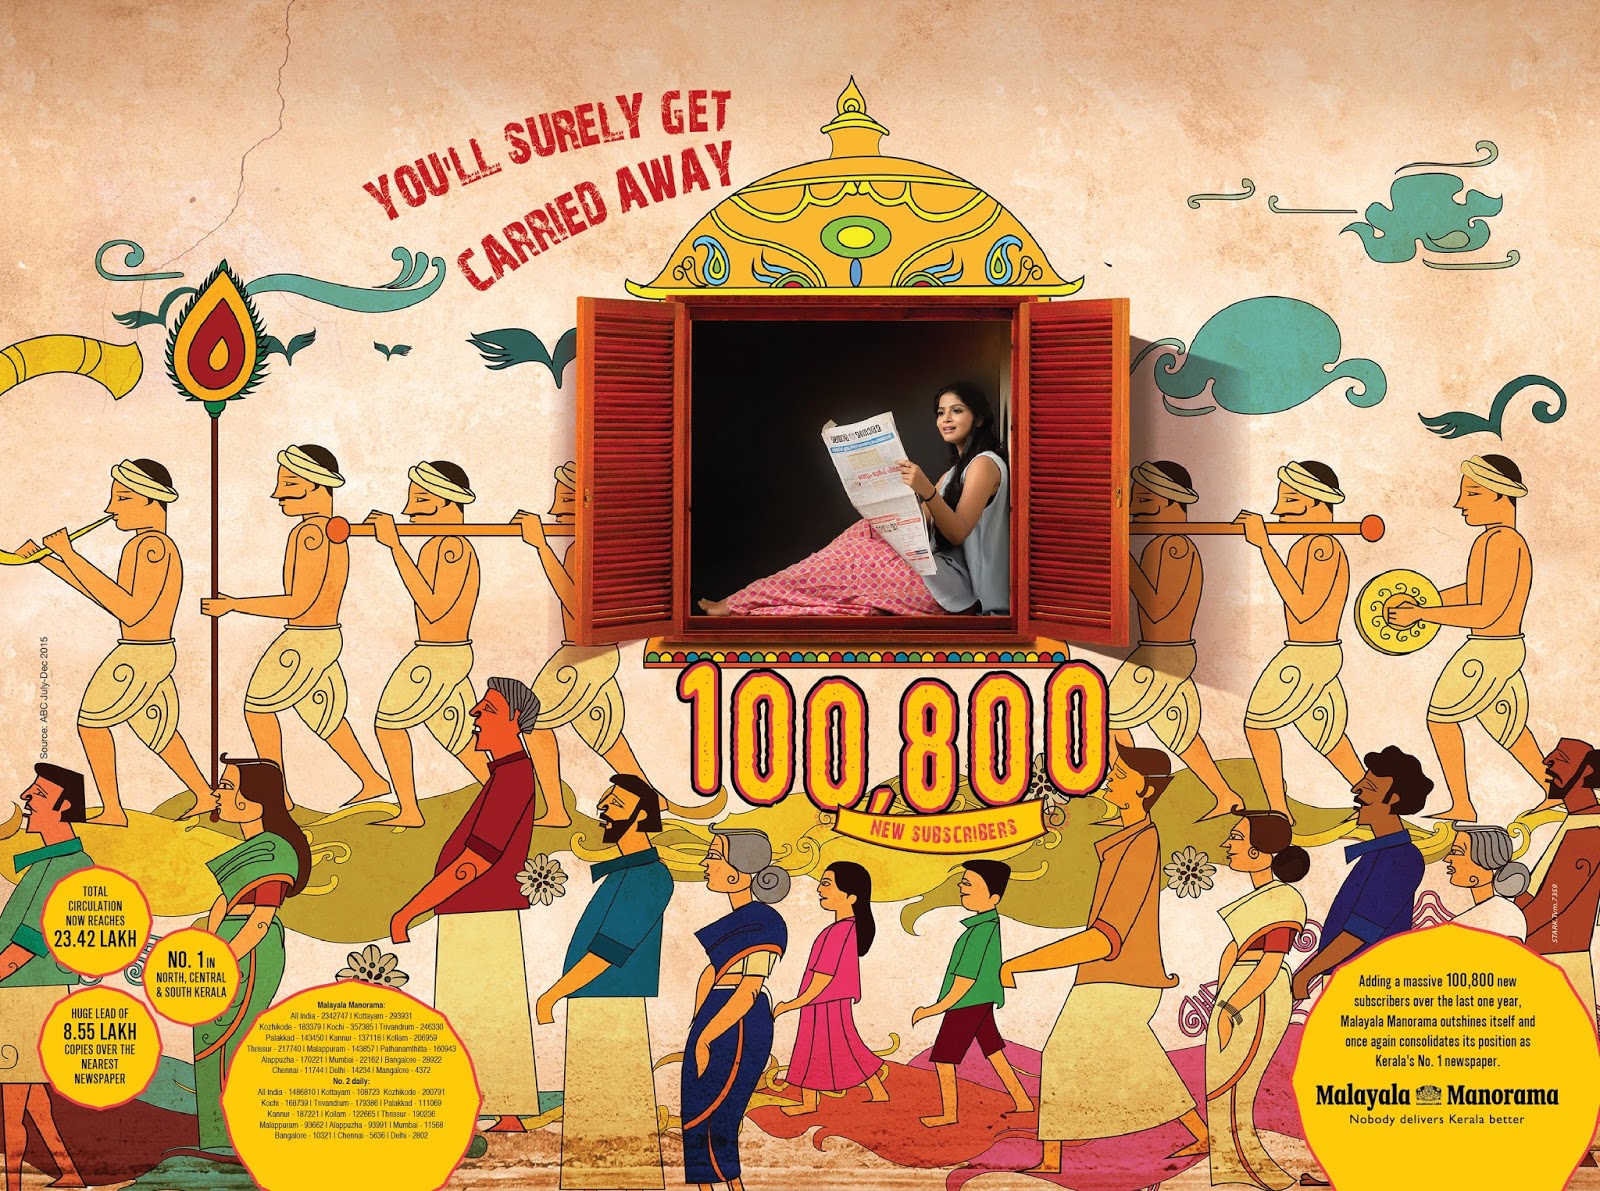 YOU'LL SURELY GET
CARRIED AWAY
100,800
NEW SUBSCRIBERS
Source: ABC July-Dec 2015
TOTAL
CIRCULATION
NOW REACHES
23.42 LAKH
NO. 1 IN
NORTH, CENTRAL
& SOUTH KERALA
HUGE LEAD OF
8.55 LAKH
COPIES OVER THE
NEAREST
NEWSPAPER
Malayala Manorama:
All India - 2342747 | Kottayam - 293931
Kozhikode - 183379 | Kochi - 357385 | Trivandrum - 246330
Palakkad - 143450 | Kannur - 137118 | Kollam - 206959
Thrissur - 217740 | Malappuram - 143857 | Pathanamthitta - 160943
Alappuzha - 170221 | Mumbai - 22162 | Bangalore - 28922
Chennai - 11744 | Delhi - 14234 | Mangalore - 4372
No. 2 daily:
All India - 1486810 | Kottayam - 108723 Kozhikode - 200791
Kochi - 168739 | Trivandrum - 179386 | Palakkad - 111069
Kannur - 187221 | Kollam - 122665 | Thrissur - 190236
Malappuram - 93662 | Alappuzha - 93991 | Mumbai - 11568
Bangalore - 10321 | Chennai - 5636 | Delhi - 2802
STARK.Tvm.7359
Adding a massive 100,800 new
subscribers over the last one year,
Malayala Manorama outshines itself and
once again consolidates its position as
Kerala's No. 1 newspaper.
Malayala Manorama
Nobody delivers Kerala better